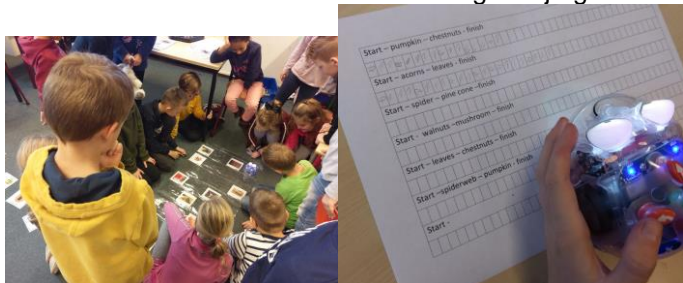 Start – pumpkin – chestnuts - finish
Start – acorns – leaves - finish
Start – spider – pine cone –finish
Start - walnuts –mushroom – finish
Start – leaves – chestnuts – finish
Start –spiderweb – pumpkin - finish
Start -